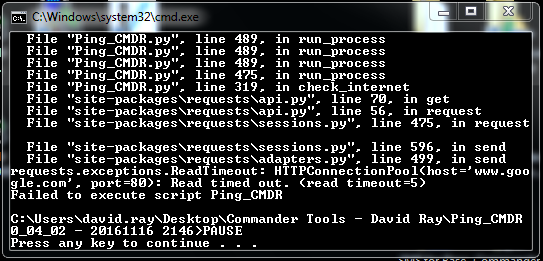 C:\Windows\system32\cmd.exe
File "Ping_CMDR.py", line 489, in run_process
File "Ping_CMDR.py", line 489, in run_process
File "Ping_CMDR.py", line 489, in run_process
File "Ping_CMDR.py", line 475, in run_process
File "Ping_CMDR.py", line 319, in check_internet
File "site-packages\requests\api.py", line 70, in get
File "site-packages\requests\api.py", line 56, in request
File "site-packages\requests\sessions.py", line 475, in request
File "site-packages\requests\sessions.py", line 596, in send
File "site-packages\requests\adapters.py", line 499, in send
requests.exceptions.ReadTimeout: HTTPConnectionPool(host='www.goo
gle.com', port=80): Read timed out. (read timeout=5)
Failed to execute script Ping_CMDR
C:\Users\david.ray\Desktop\Commander Tools - David Ray\Ping_CMDR
0_04_02 - 20161116 2146>PAUSE
Press any key to continue . . .